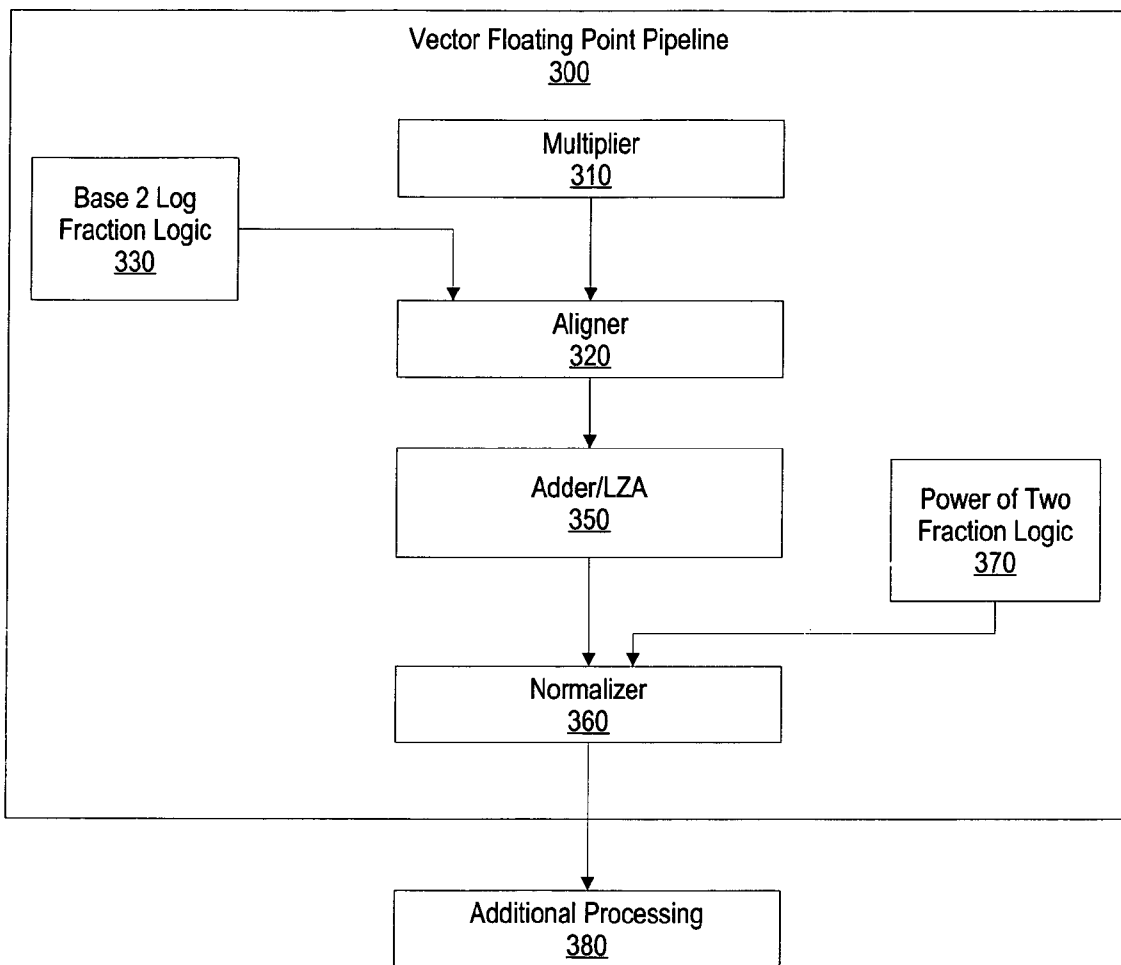 Vector Floating Point Pipeline
300
Multiplier
310
Base 2 Log
Fraction Logic
330
Aligner
320
Adder/LZA
350
Power of Two
Fraction Logic
370
Normalizer
360
Additional Processing
380